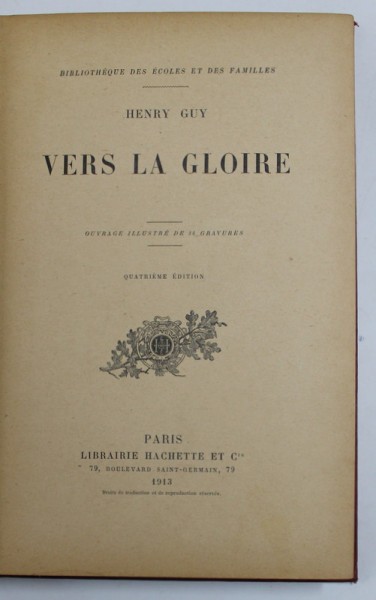 BIBLIOTHÈQUE DES ÉCOLES ET DES FAMILLES
HENRY GUY
VERS LA GLOIRE
OUVRAGE ILLUSTRÉ DE 14 GRAVURES
QUATRIÈME ÉDITION
PARIS
LIBRAIRIE HACHETTE ET Cie
79, BOULEVARD SAINT-GERMAIN, 79
1913
Droits de traduction et de reproduction réservés.